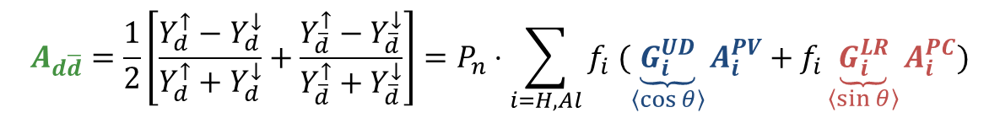 A_{d\bar{d}} = \frac{1}{2} \left[ \frac{Y_d^{\uparrow} - Y_d^{\downarrow}}{Y_d^{\uparrow} + Y_d^{\downarrow}} + \frac{Y_{\bar{d}}^{\uparrow} - Y_{\bar{d}}^{\downarrow}}{Y_{\bar{d}}^{\uparrow} + Y_{\bar{d}}^{\downarrow}} \right] = P_n \cdot \sum_{i=H,Al} f_i ( \underbrace{G_i^{UD}}_{\langle \cos \theta \rangle} A_i^{PV} + f_i \underbrace{G_i^{LR}}_{\langle \sin \theta \rangle} A_i^{PC} )